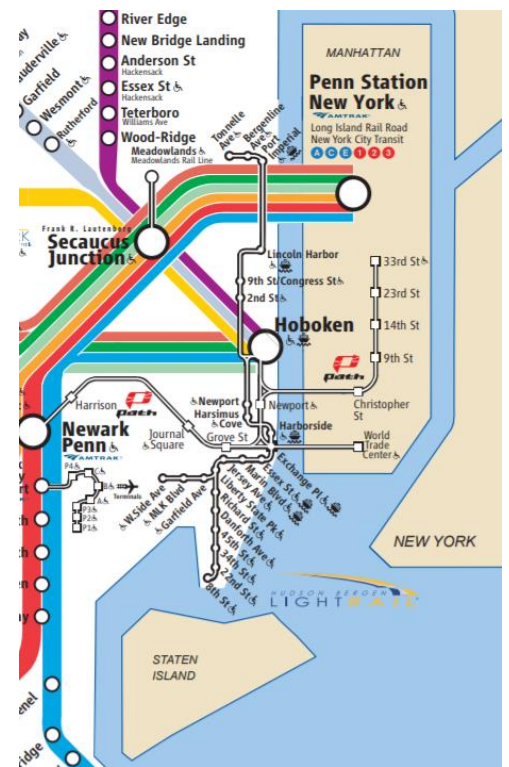 River Edge
New Bridge Landing
Anderson St
Hackensack
Essex St
Hackensack
Teterboro
Williams Ave
Wood-Ridge
Meadowlands
Meadowlands Rail Line
Garfield
Wesmont
Rutherford
MANHATTAN
Penn Station
New York
AMTRAK
Long Island Rail Road
New York City Transit
A C E 1 2 3
Tonnelle
Ave
Bergenline
Ave
Port
Imperial
Frank R. Lautenberg
Secaucus
Junction
Lincoln Harbor
9th St/Congress St
2nd St
Hoboken
33rd St
23rd St
14th St
9th St
path
Christopher
St
Newport
Harsimus
Cove
Newport
Harborside
World
Trade
Center
Harrison
path
Journal
Square
Grove St
Newark
Penn
AMTRAK
P4
C
B
A
P3
P2
P1
Terminals
W.Side Ave
MLK Blvd
Garfield Ave
Exchange Pl
Essex St
Marin Blvd
Jersey Ave
Liberty State Pk
Richard St
Danforth Ave
45th St
34th St
22nd St
8th St
NEW YORK
HUDSON BERGEN
LIGHTRAIL
STATEN
ISLAND